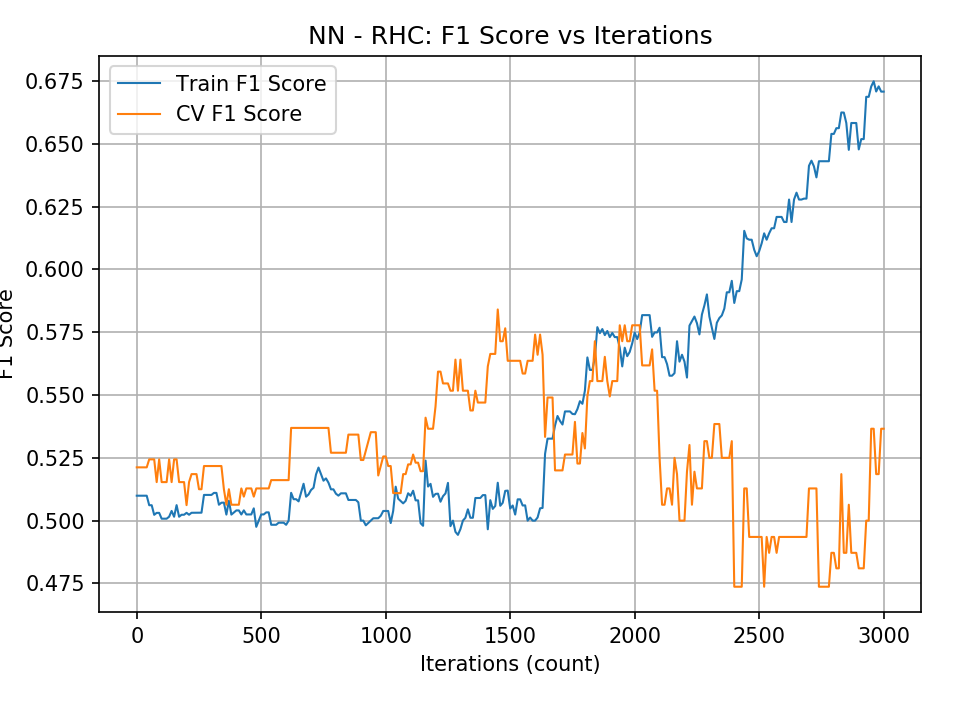 NN - RHC: F1 Score vs Iterations
Train F1 Score
CV F1 Score
0.675
0.650
0.625
0.600
0.575
0.550
0.525
0.500
0.475
F1 Score
0 500 1000 1500 2000 2500 3000
Iterations (count)